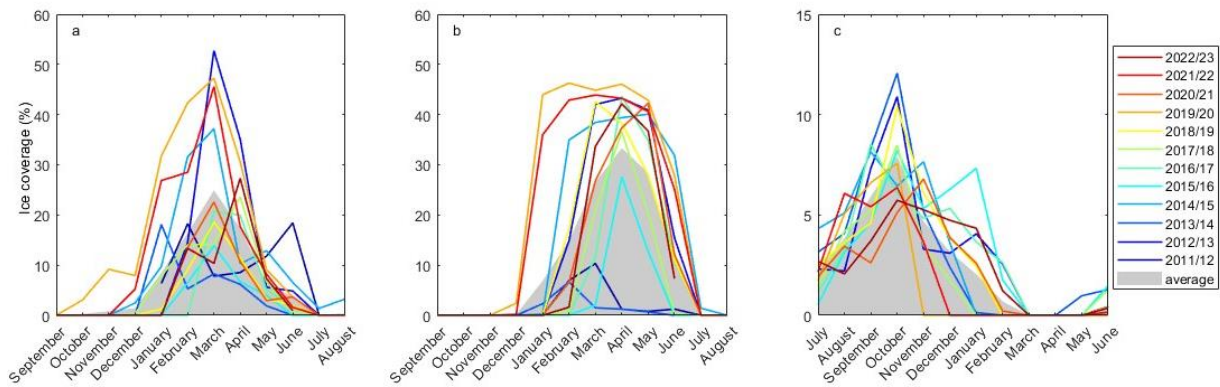 a
b
c
Ice coverage (%)
60
50
40
30
20
10
0
September
October
November
December
January
February
March
April
May
June
July
August
60
50
40
30
20
10
0
September
October
November
December
January
February
March
April
May
June
July
August
15
10
5
0
July
August
September
October
November
December
January
February
March
April
May
June
2022/23
2021/22
2020/21
2019/20
2018/19
2017/18
2016/17
2015/16
2014/15
2013/14
2012/13
2011/12
average